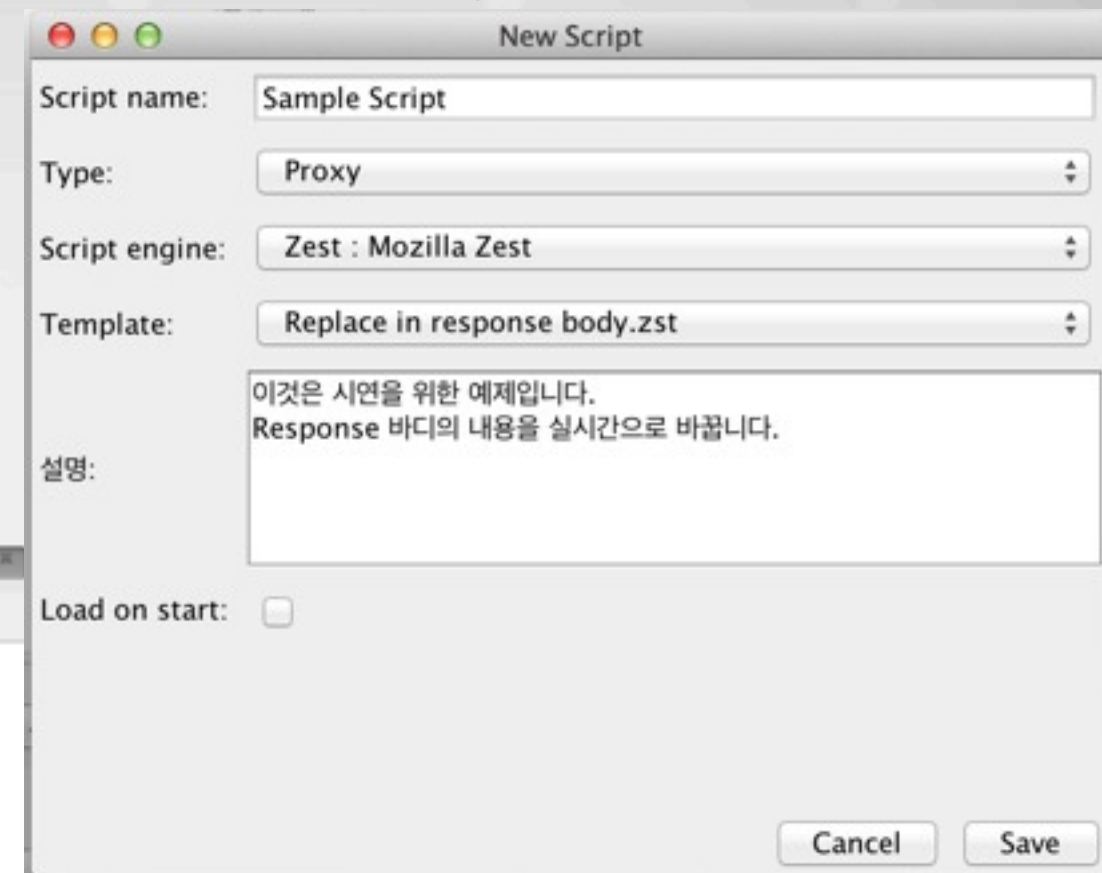 New Script
Script name: Sample Script
Type: Proxy
Script engine: Zest : Mozilla Zest
Template: Replace in response body.zst
이것은 시연을 위한 예제입니다.
Response 바디의 내용을 실시간으로 바꿉니다.
설명:
Load on start:
Cancel Save